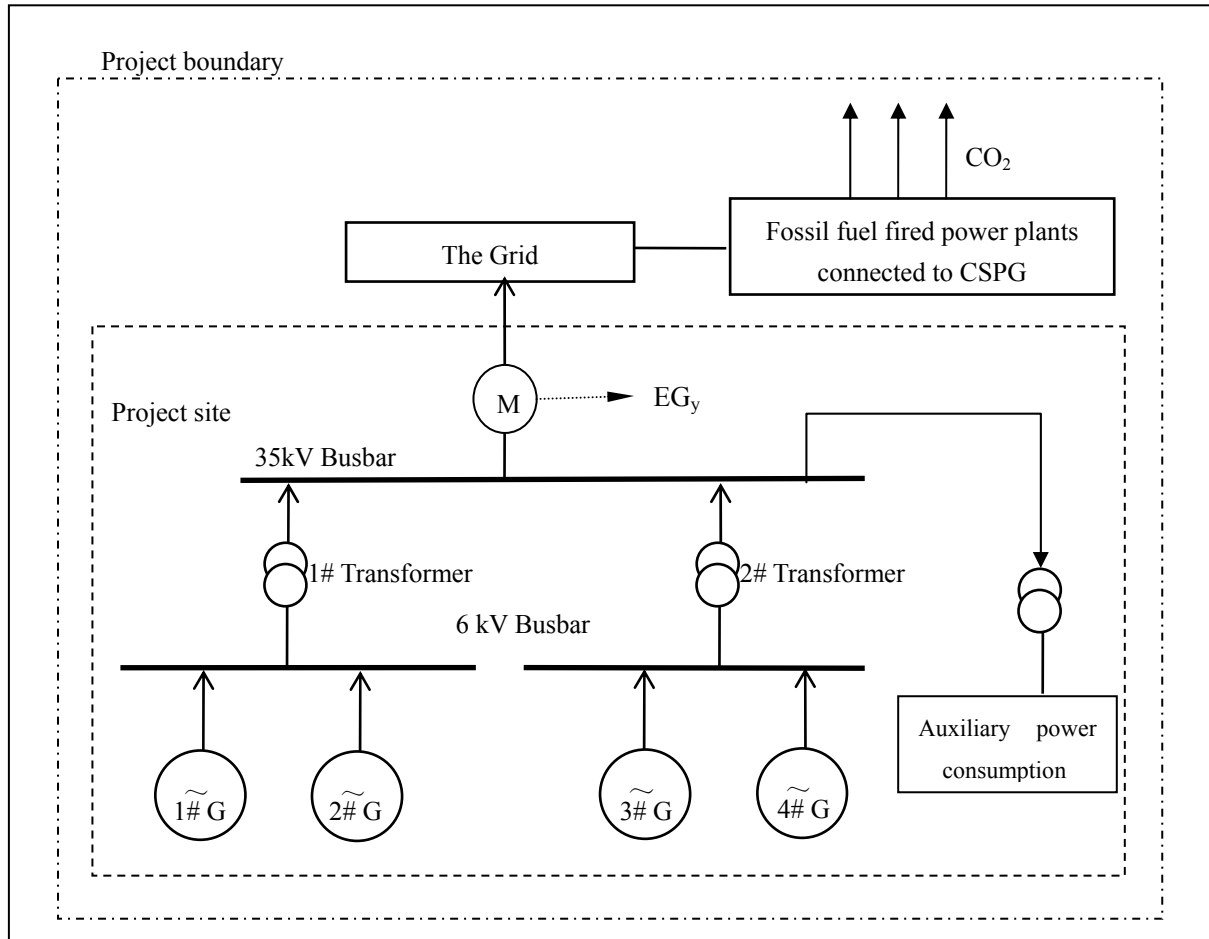 Project boundary
CO₂
Fossil fuel fired power plants
connected to CSPG
The Grid
M
EGy
Project site
35kV Busbar
1# Transformer
2# Transformer
6 kV Busbar
Auxiliary power
consumption
1# G
2# G
3# G
4# G